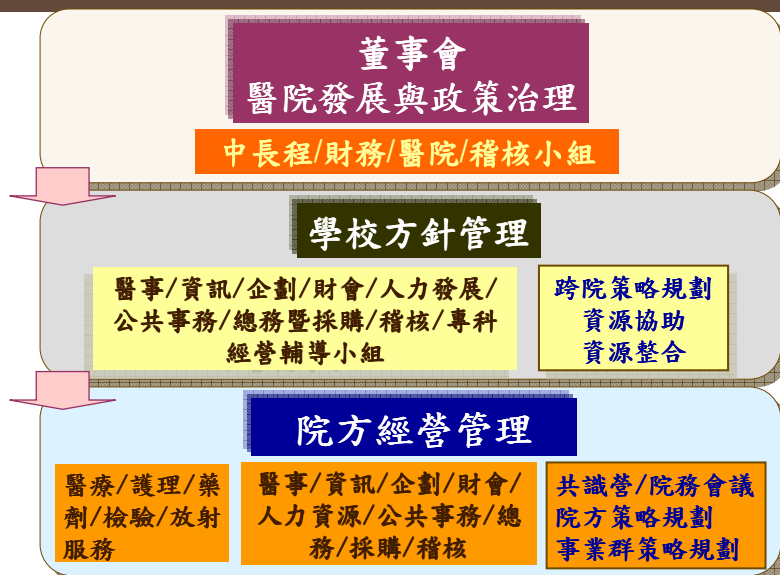 董事會
醫院發展與政策治理
中長程/財務/醫院/稽核小組
學校方針管理
醫事/資訊/企劃/財會/人力發展/
公共事務/總務暨採購/稽核/專科
經營輔導小組
跨院策略規劃
資源協助
資源整合
院方經營管理
醫療/護理/藥
劑/檢驗/放射
服務
醫事/資訊/企劃/財會/
人力資源/公共事務/總
務/採購/稽核
共識營/院務會議
院方策略規劃
事業群策略規劃